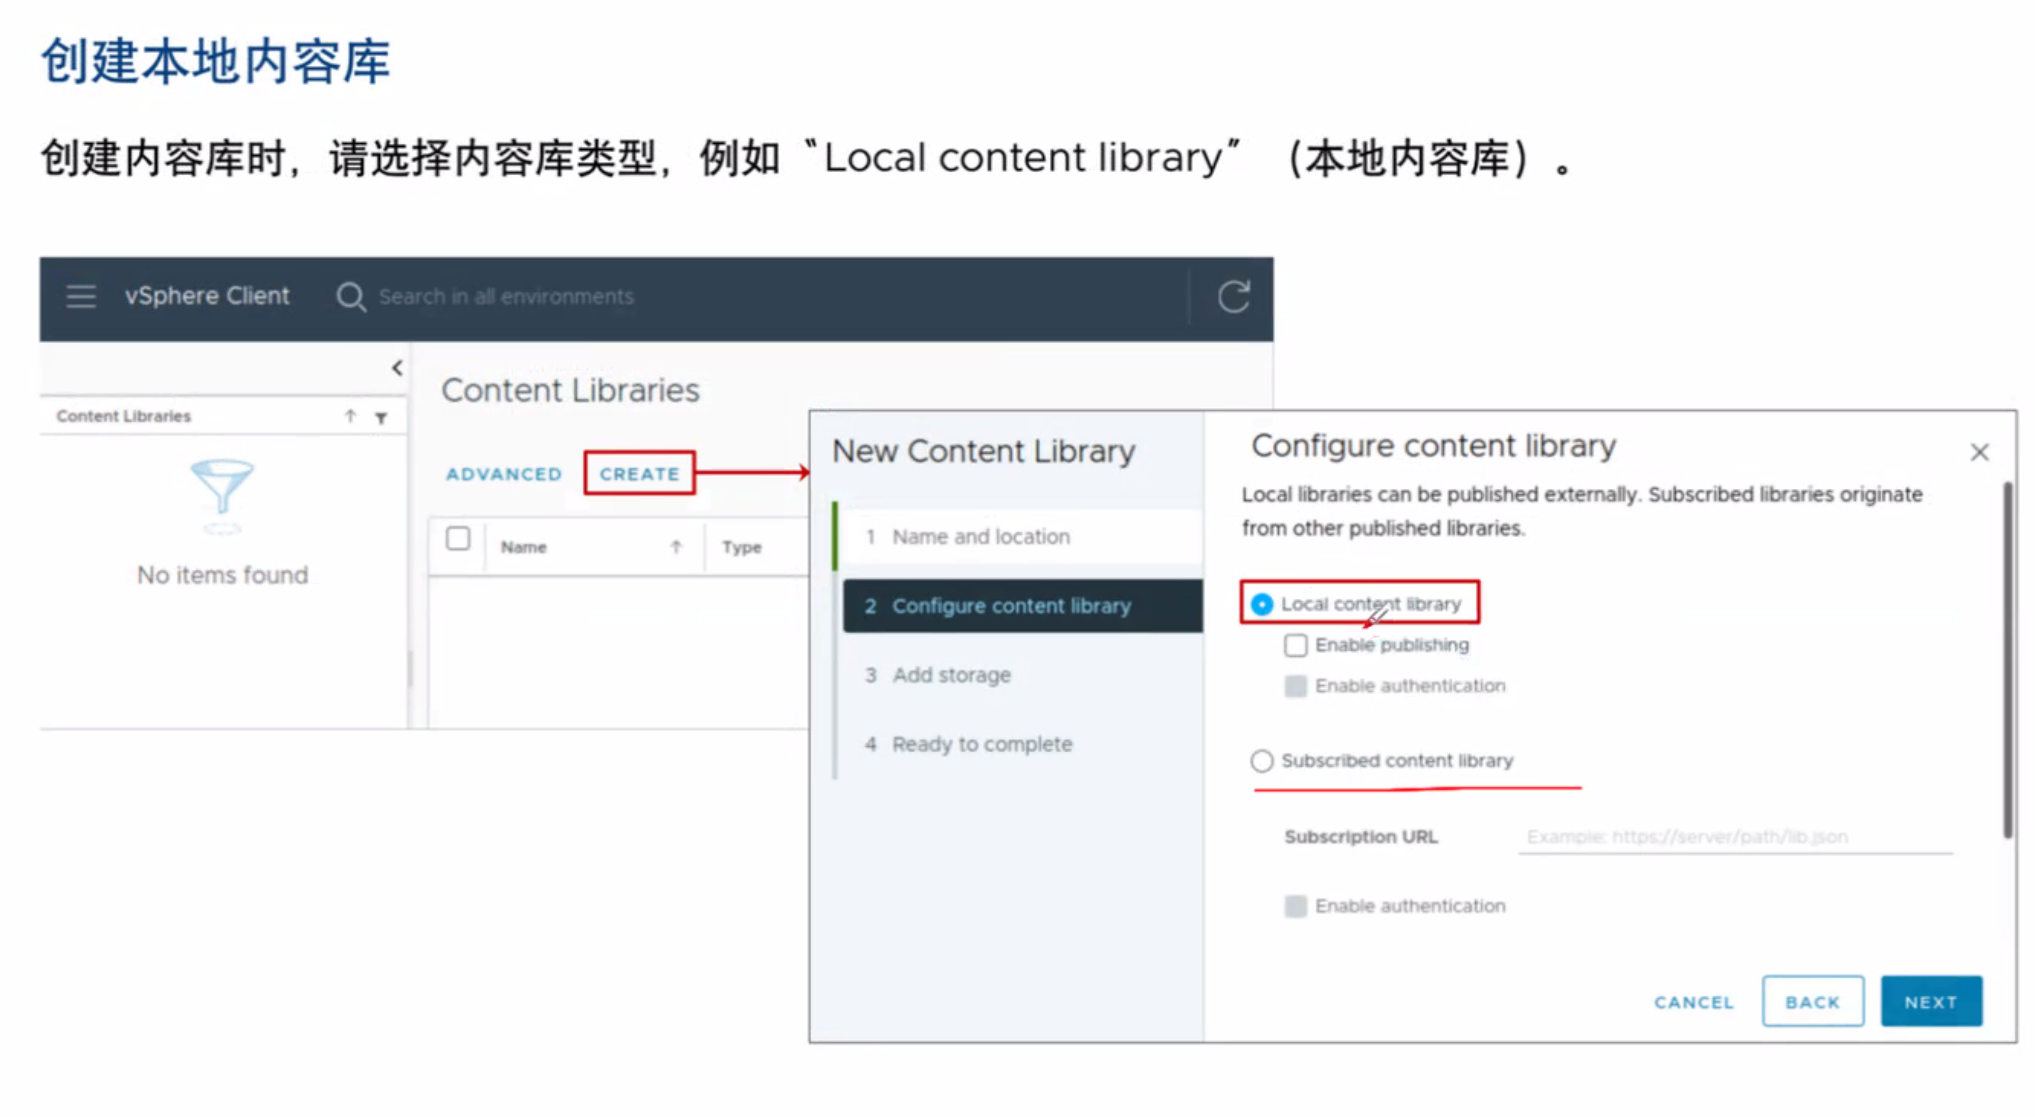 创建本地内容库
创建内容库时，请选择内容库类型，例如“Local content library”（本地内容库）。
vSphere Client
Search in all environments
Content Libraries
No items found
Content Libraries
ADVANCED CREATE
Name Type
New Content Library
1 Name and location
2 Configure content library
3 Add storage
4 Ready to complete
Configure content library
Local libraries can be published externally. Subscribed libraries originate
from other published libraries.
Local content library
Enable publishing
Enable authentication
Subscribed content library
Subscription URL Example: https://server/path/lib.json
Enable authentication
CANCEL BACK NEXT